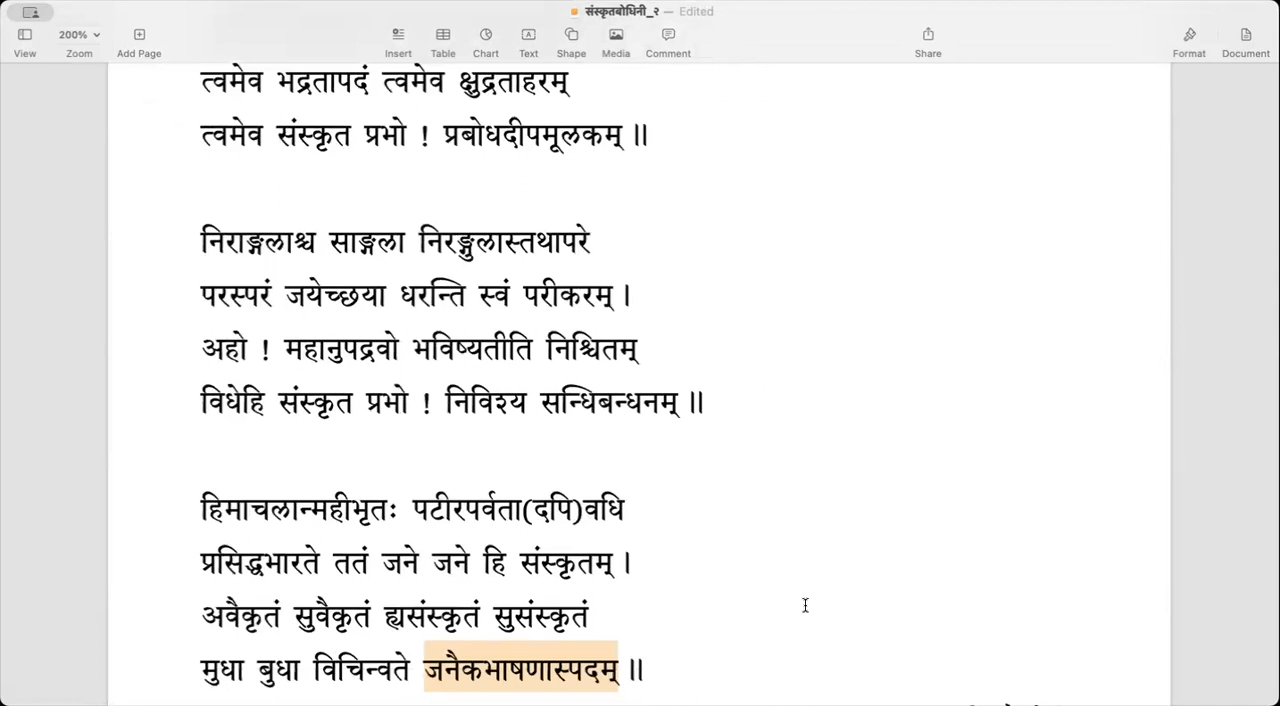 संस्कृतबोधिनी_२ — Edited
200%
View Zoom Add Page Insert Table Chart Text Shape Media Comment Share Format Document
त्वमेव भद्रतापदं त्वमेव क्षुद्रताहरम्
त्वमेव संस्कृत प्रभो ! प्रबोधदीपमूलकम् ॥
निराङ्गलाश्च साङ्गला निरङ्गुलास्तथापरे
परस्परं जयेच्छया धरन्ति स्वं परीकरम् ।
अहो ! महानुपद्रवो भविष्यतीति निश्चितम्
विधेहि संस्कृत प्रभो ! निविश्य सन्धिबन्धनम् ॥
हिमाचलान्महीभृतः पटीरपर्वता(दपि)वधि
प्रसिद्धभारते ततं जने जने हि संस्कृतम् ।
अवैकृतं सुवैकृतं ह्यसंस्कृतं सुसंस्कृतं
मुधा बुधा विचिन्वते जनैकभाषणास्पदम् ॥